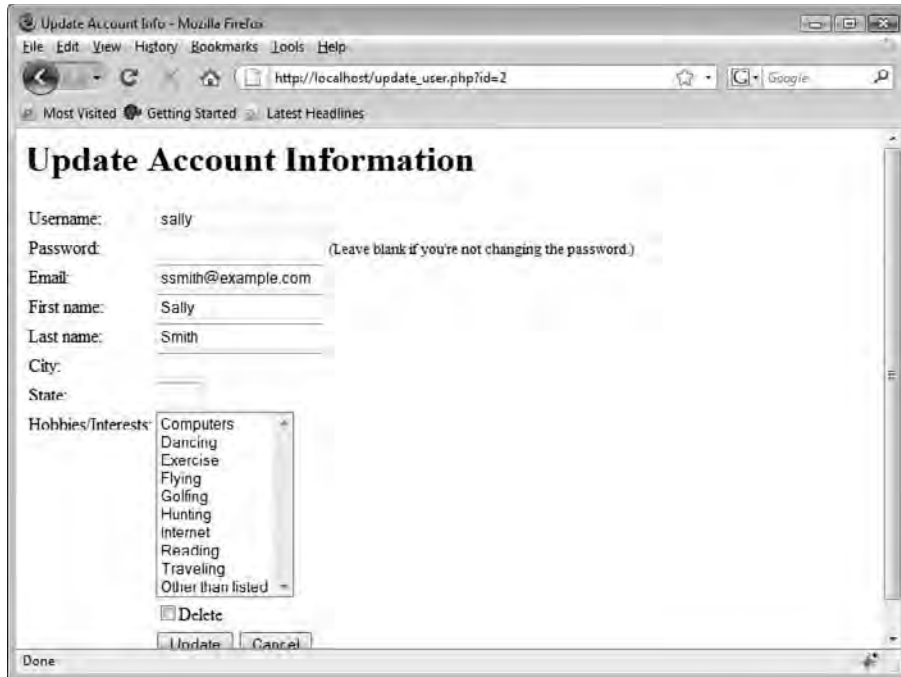 Update Account Info - Mozilla Firefox
File Edit View History Bookmarks Tools Help
http://localhost/update_user.php?id=2
G Google
Most Visited Getting Started Latest Headlines
Update Account Information
Username: sally
Password: (Leave blank if you're not changing the password.)
Email: ssmith@example.com
First name: Sally
Last name: Smith
City:
State:
Hobbies/Interests: Computers
Dancing
Exercise
Flying
Golfing
Hunting
Internet
Reading
Traveling
Other than listed
Delete
Update Cancel
Done